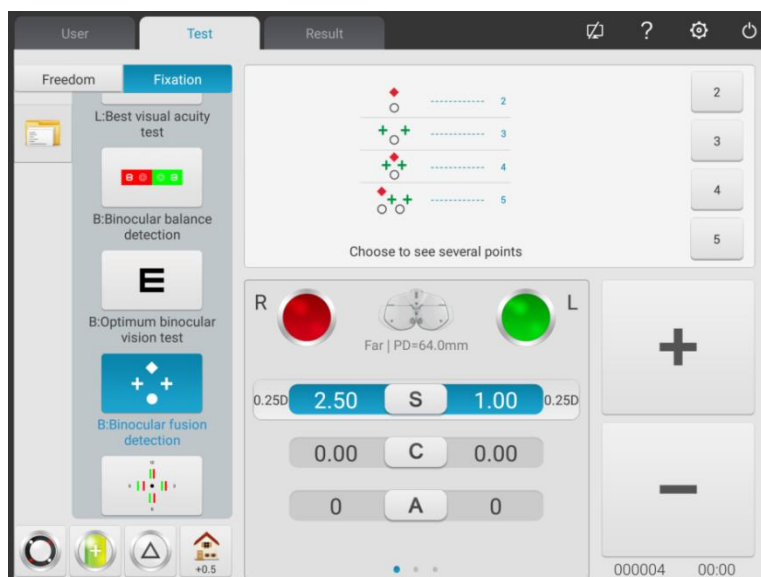 User
Test
Result
?
Freedom
Fixation
L:Best visual acuity
test
B:Binocular balance
detection
E
B:Optimum binocular
vision test
B:Binocular fusion
detection
+0.5
2
3
4
5
Choose to see several points
2
3
4
5
R
L
Far | PD=64.0mm
0.25D 2.50 S 1.00 0.25D
0.00 C 0.00
0 A 0
+
−
000004 00:00